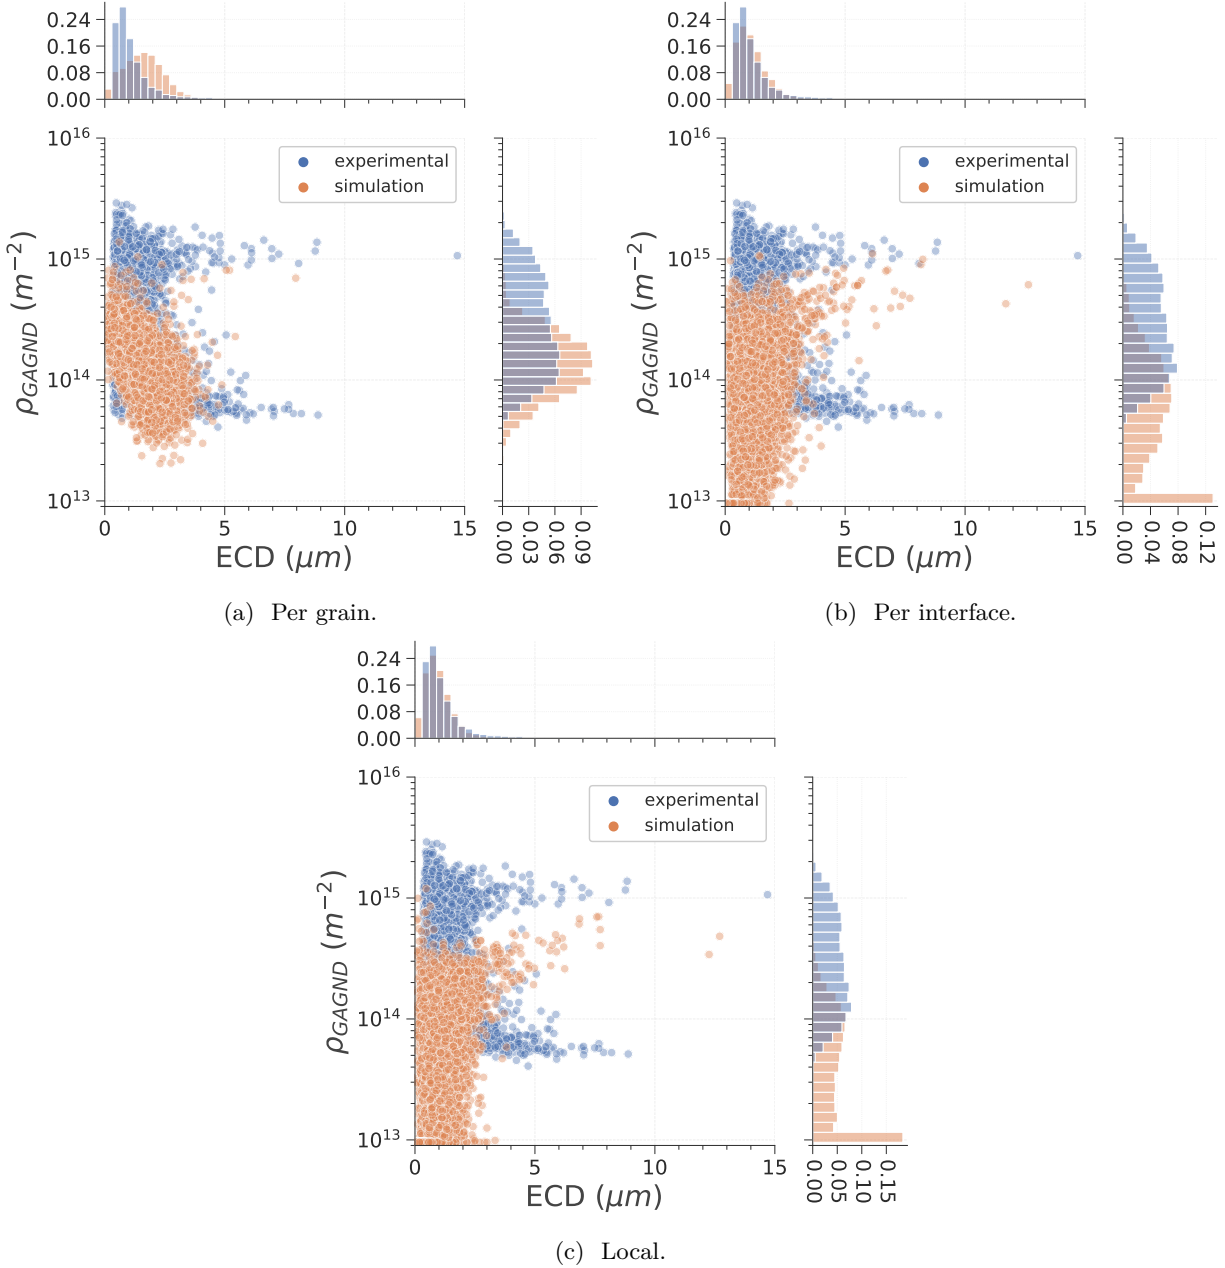 0.24
0.16
0.08
0.00
10^16
10^15
10^14
10^13
ρ_GAGND (m^−2)
experimental
simulation
0 5 10 15
ECD (μm)
0.00 0.03 0.06 0.09
(a) Per grain.
0.24
0.16
0.08
0.00
10^16
10^15
10^14
10^13
ρ_GAGND (m^−2)
experimental
simulation
0 5 10 15
ECD (μm)
0.00 0.04 0.08 0.12
(b) Per interface.
0.24
0.16
0.08
0.00
10^16
10^15
10^14
10^13
ρ_GAGND (m^−2)
experimental
simulation
0 5 10 15
ECD (μm)
0.00 0.05 0.10 0.15
(c) Local.